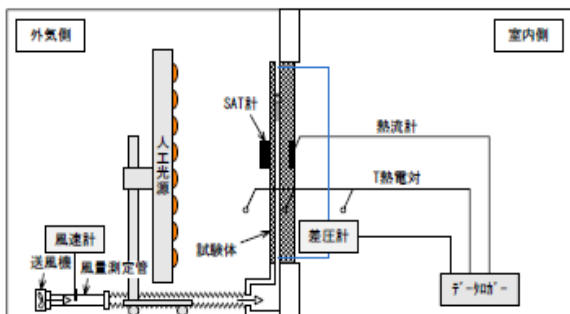 外気側
室内側
SAT計
熱流計
人工光源
T熱電対
風速計
送風機
風量測定管
試験体
差圧計
データロガー